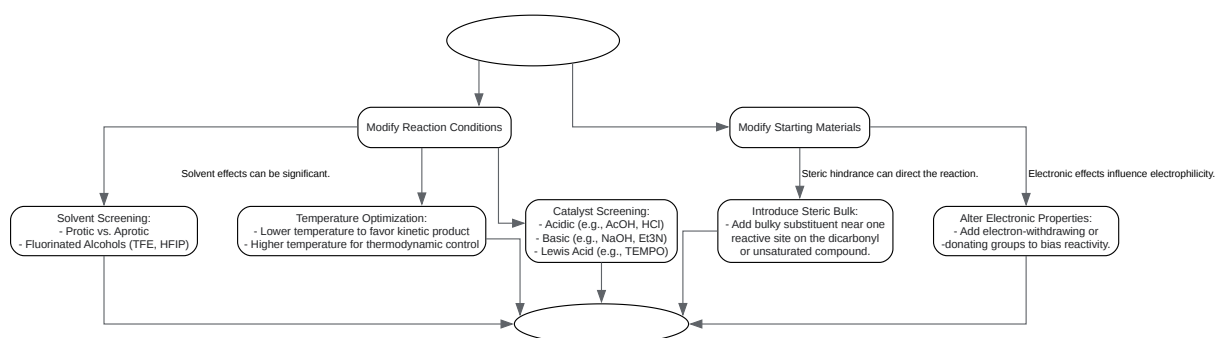 Modify Reaction Conditions
Modify Starting Materials
Solvent effects can be significant.
Steric hindrance can direct the reaction.
Electronic effects influence electrophilicity.
Solvent Screening:
- Protic vs. Aprotic
- Fluorinated Alcohols (TFE, HFIP)
Temperature Optimization:
- Lower temperature to favor kinetic product
- Higher temperature for thermodynamic control
Catalyst Screening:
- Acidic (e.g., AcOH, HCl)
- Basic (e.g., NaOH, Et3N)
- Lewis Acid (e.g., TEMPO)
Introduce Steric Bulk:
- Add bulky substituent near one
reactive site on the dicarbonyl
or unsaturated compound.
Alter Electronic Properties:
- Add electron-withdrawing or
-donating groups to bias reactivity.